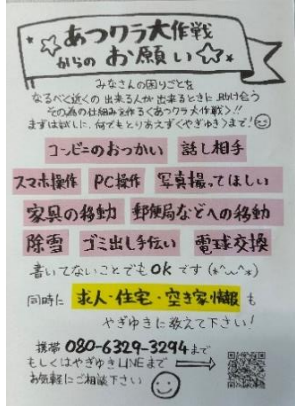 あつクラ大作戦
からの お願い
みなさんの困りごとを
なるべく近くの 出来る人が 出来るときに 助け合う
その為の仕組みを作る〈あつクラ大作戦〉!!
まずは試しに、何でもとりあえずやぎゆきまで!
コンビニのおつかい 話し相手
スマホ操作 PC操作 写真撮ってほしい
家具の移動 郵便局などへの移動
除雪 ゴミ出し手伝い 電球交換
書いてないことでもOKです(*^_^*)
同時に 求人・住宅・空き家情報 も
やぎゆきに教えて下さい!
携帯 080-6329-3294まで
もしくはやぎゆきLINEまで
お気軽にご相談下さい